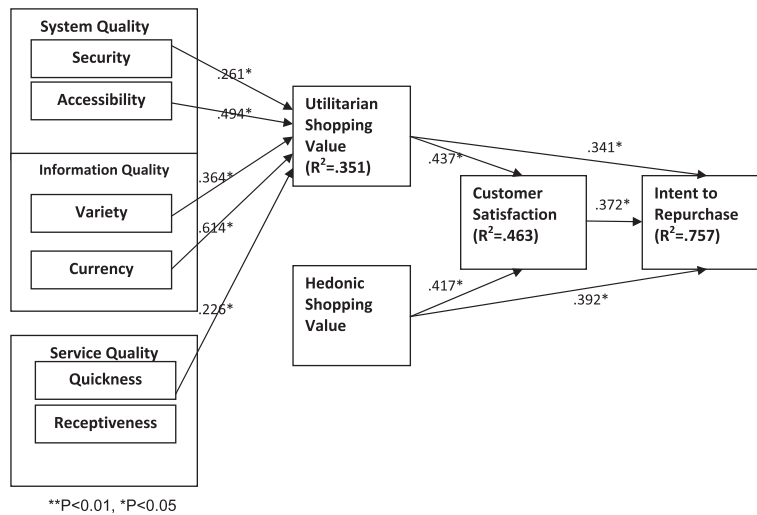 System Quality
Security
Accessibility
Information Quality
Variety
Currency
Service Quality
Quickness
Receptiveness
.261*
.494*
.364*
.614*
.226*
Utilitarian
Shopping
Value
(R²=.351)
Hedonic
Shopping
Value
.437*
.417*
.341*
.392*
Customer
Satisfaction
(R²=.463)
.372*
Intent to
Repurchase
(R²=.757)
**P<0.01, *P<0.05